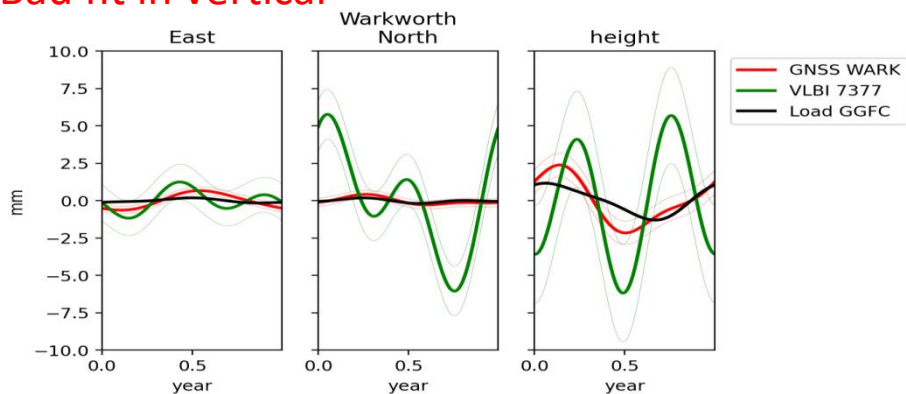 Bad fit in vertical
Warkworth
East
North
height
10.0
7.5
5.0
2.5
0.0
−2.5
−5.0
−7.5
−10.0
mm
0.0 0.5
0.0 0.5
0.0 0.5
year
year
year
GNSS WARK
VLBI 7377
Load GGFC